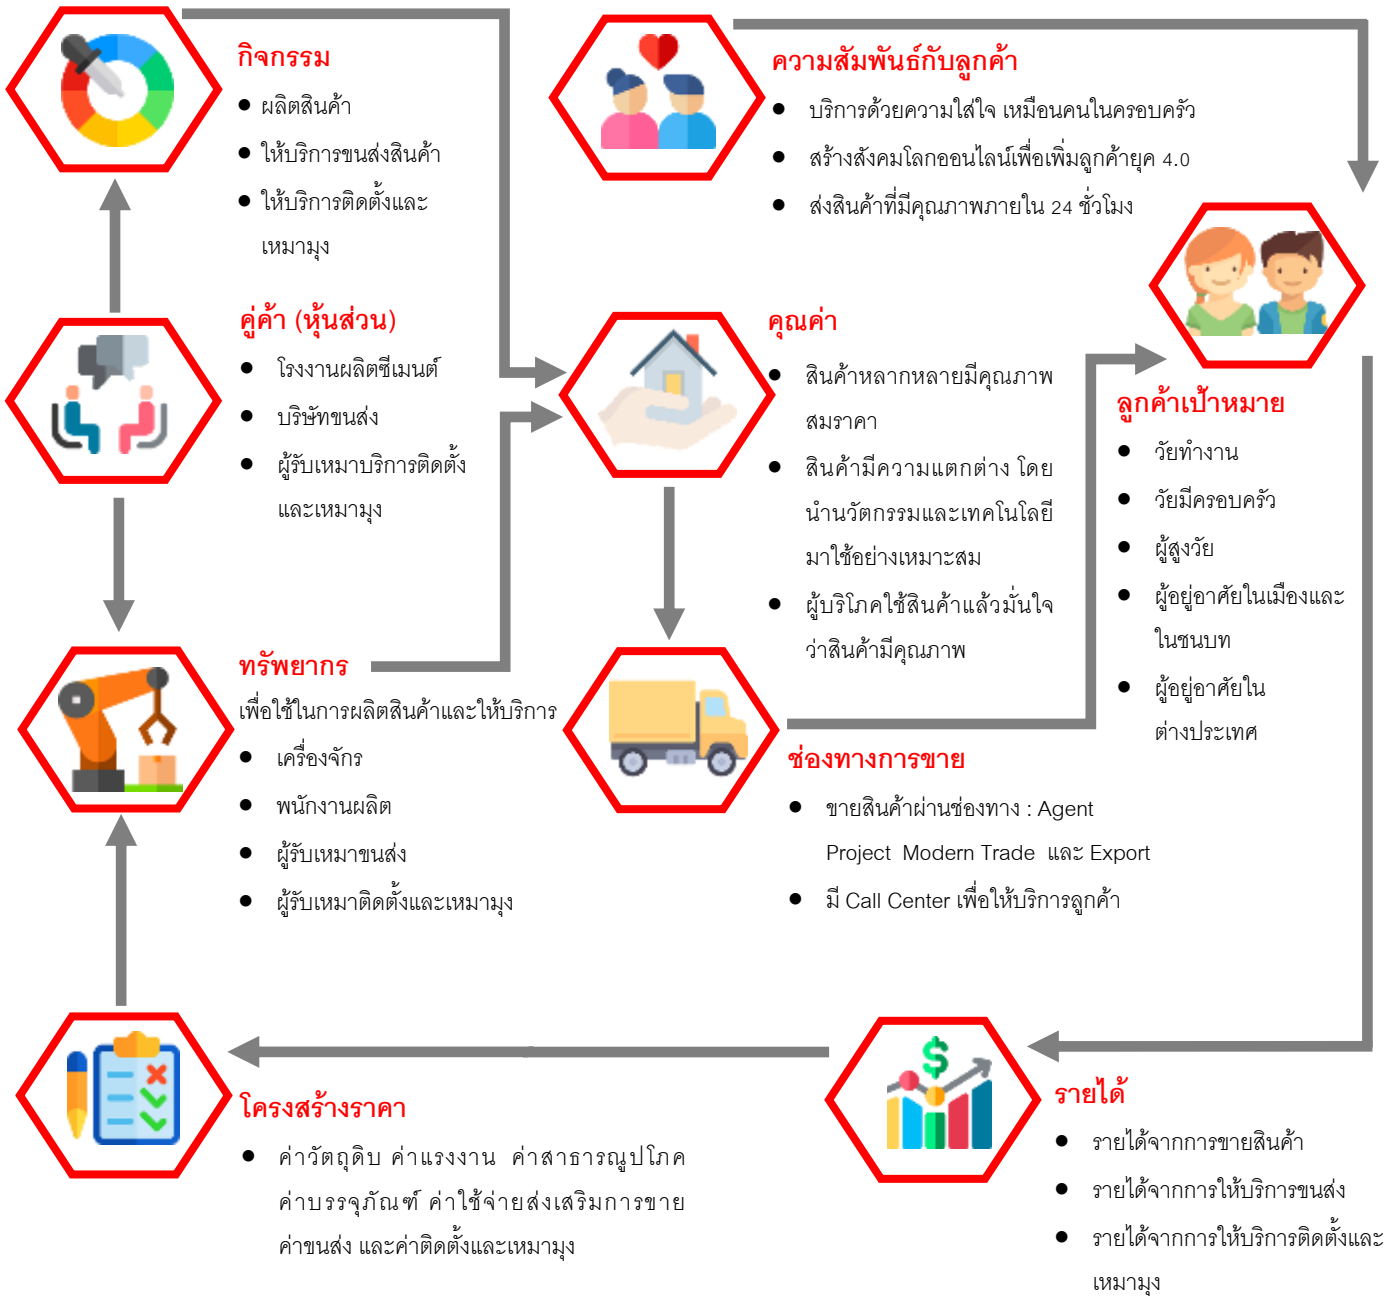 กิจกรรม
● ผลิตสินค้า
● ให้บริการขนส่งสินค้า
● ให้บริการติดตั้งและ
เหมามุง
ความสัมพันธ์กับลูกค้า
● บริการด้วยความใส่ใจ เหมือนคนในครอบครัว
● สร้างสังคมโลกออนไลน์เพื่อเพิ่มลูกค้ายุค 4.0
● ส่งสินค้าที่มีคุณภาพภายใน 24 ชั่วโมง
คู่ค้า (หุ้นส่วน)
● โรงงานผลิตซีเมนต์
● บริษัทขนส่ง
● ผู้รับเหมาบริการติดตั้ง
และเหมามุง
คุณค่า
● สินค้าหลากหลายมีคุณภาพ
สมราคา
● สินค้ามีความแตกต่าง โดย
นำนวัตกรรมและเทคโนโลยี
มาใช้อย่างเหมาะสม
● ผู้บริโภคใช้สินค้าแล้วมั่นใจ
ว่าสินค้ามีคุณภาพ
ลูกค้าเป้าหมาย
● วัยทำงาน
● วัยมีครอบครัว
● ผู้สูงวัย
● ผู้อยู่อาศัยในเมืองและ
ในชนบท
● ผู้อยู่อาศัยใน
ต่างประเทศ
ทรัพยากร
เพื่อใช้ในการผลิตสินค้าและให้บริการ
● เครื่องจักร
● พนักงานผลิต
● ผู้รับเหมาขนส่ง
● ผู้รับเหมาติดตั้งและเหมามุง
ช่องทางการขาย
● ขายสินค้าผ่านช่องทาง : Agent
Project Modern Trade และ Export
● มี Call Center เพื่อให้บริการลูกค้า
โครงสร้างราคา
● ค่าวัตถุดิบ ค่าแรงงาน ค่าสาธารณูปโภค
ค่าบรรจุภัณฑ์ ค่าใช้จ่ายส่งเสริมการขาย
ค่าขนส่ง และค่าติดตั้งและเหมามุง
รายได้
● รายได้จากการขายสินค้า
● รายได้จากการให้บริการขนส่ง
● รายได้จากการให้บริการติดตั้งและ
เหมามุง